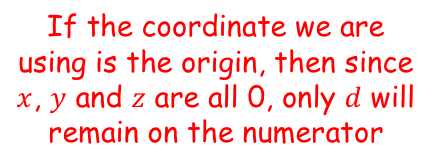 If the coordinate we are
using is the origin, then since
x, y and z are all 0, only d will
remain on the numerator